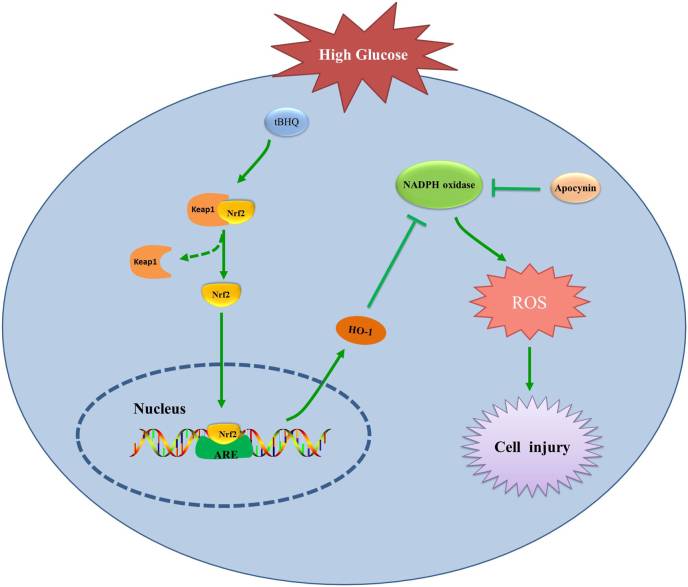 High Glucose
tBHQ
NADPH oxidase
Apocynin
Keap1
Nrf2
Keap1
Nrf2
ROS
HO-1
Nucleus
Nrf2
ARE
Cell injury